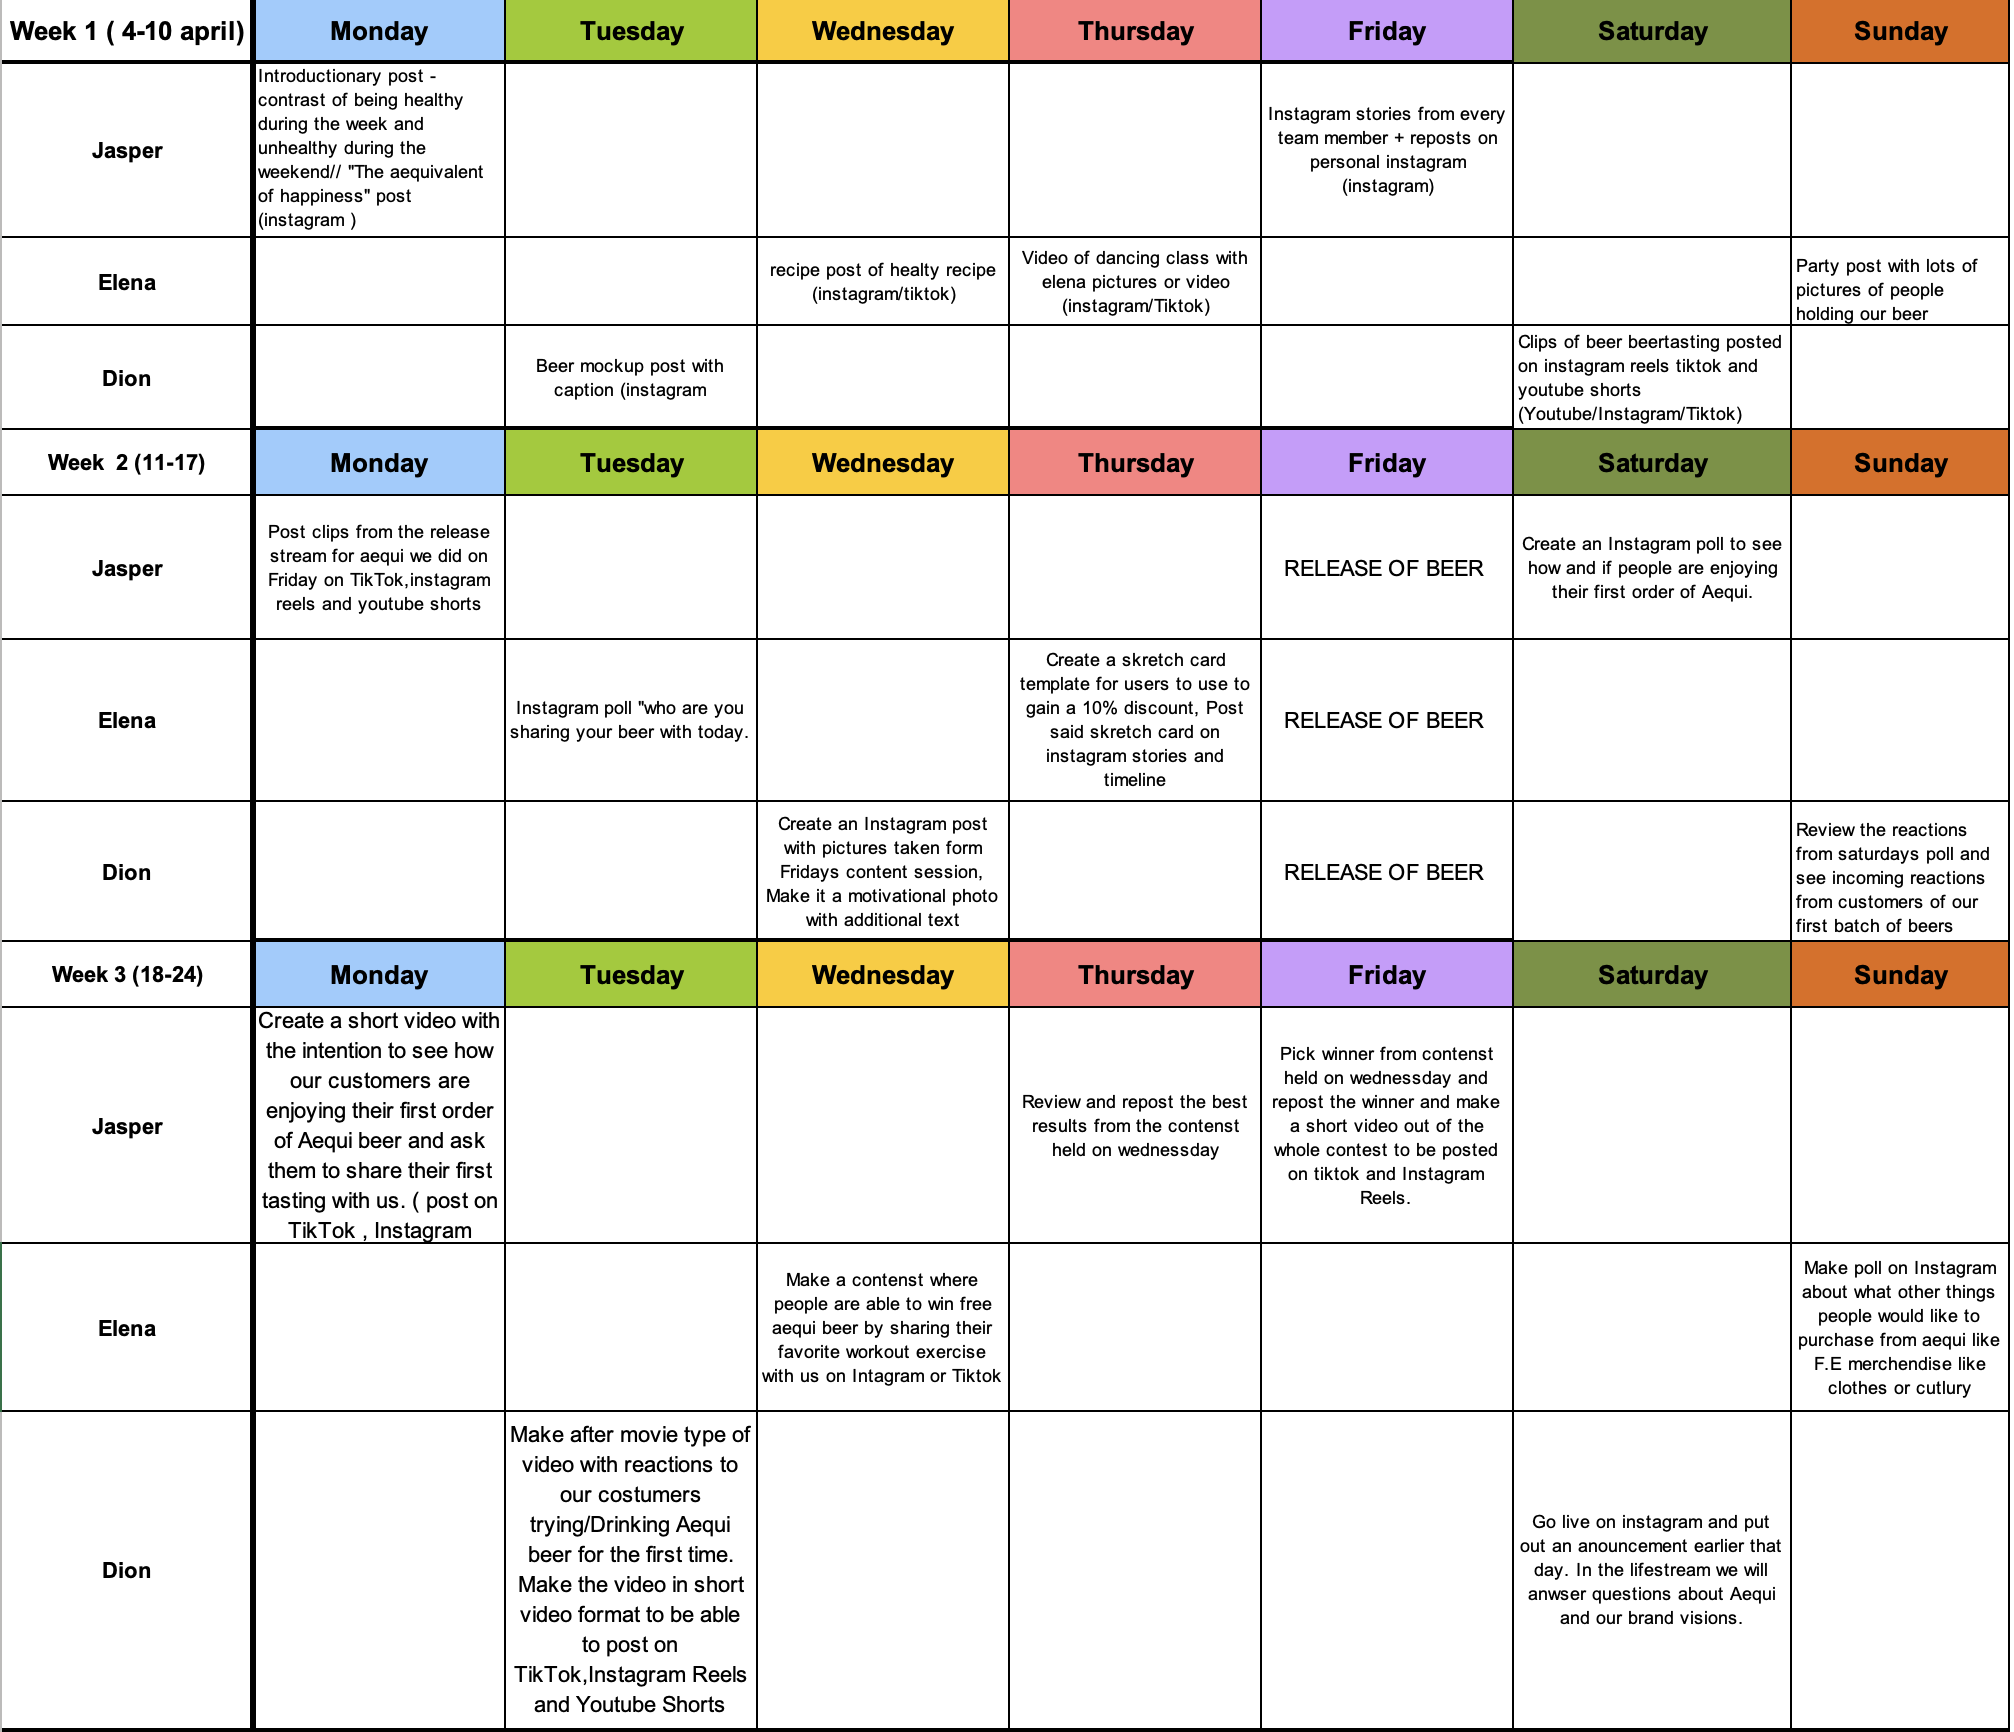 Week 1 ( 4-10 april)
Monday
Tuesday
Wednesday
Thursday
Friday
Saturday
Sunday
Jasper
Introductionary post -
contrast of being healthy
during the week and
unhealthy during the
weekend// "The aequivalent
of happiness" post
(instagram )
Instagram stories from every
team member + reposts on
personal instagram
(instagram)
Elena
recipe post of healty recipe
(instagram/tiktok)
Video of dancing class with
elena pictures or video
(instagram/Tiktok)
Party post with lots of
pictures of people
holding our beer
Dion
Beer mockup post with
caption (instagram
Clips of beer beertasting posted
on instagram reels tiktok and
youtube shorts
(Youtube/Instagram/Tiktok)
Week  2 (11-17)
Monday
Tuesday
Wednesday
Thursday
Friday
Saturday
Sunday
Jasper
Post clips from the release
stream for aequi we did on
Friday on TikTok,instagram
reels and youtube shorts
RELEASE OF BEER
Create an Instagram poll to see
how and if people are enjoying
their first order of Aequi.
Elena
Instagram poll "who are you
sharing your beer with today.
Create a skretch card
template for users to use to
gain a 10% discount, Post
said skretch card on
instagram stories and
timeline
RELEASE OF BEER
Dion
Create an Instagram post
with pictures taken form
Fridays content session,
Make it a motivational photo
with additional text
RELEASE OF BEER
Review the reactions
from saturdays poll and
see incoming reactions
from customers of our
first batch of beers
Week 3 (18-24)
Monday
Tuesday
Wednesday
Thursday
Friday
Saturday
Sunday
Jasper
Create a short video with
the intention to see how
our customers are
enjoying their first order
of Aequi beer and ask
them to share their first
tasting with us. ( post on
TikTok , Instagram
Review and repost the best
results from the contenst
held on wednessday
Pick winner from contenst
held on wednessday and
repost the winner and make
a short video out of the
whole contest to be posted
on tiktok and Instagram
Reels.
Elena
Make a contenst where
people are able to win free
aequi beer by sharing their
favorite workout exercise
with us on Intagram or Tiktok
Make poll on Instagram
about what other things
people would like to
purchase from aequi like
F.E merchendise like
clothes or cutlury
Dion
Make after movie type of
video with reactions to
our costumers
trying/Drinking Aequi
beer for the first time.
Make the video in short
video format to be able
to post on
TikTok,Instagram Reels
and Youtube Shorts
Go live on instagram and put
out an anouncement earlier that
day. In the lifestream we will
anwser questions about Aequi
and our brand visions.